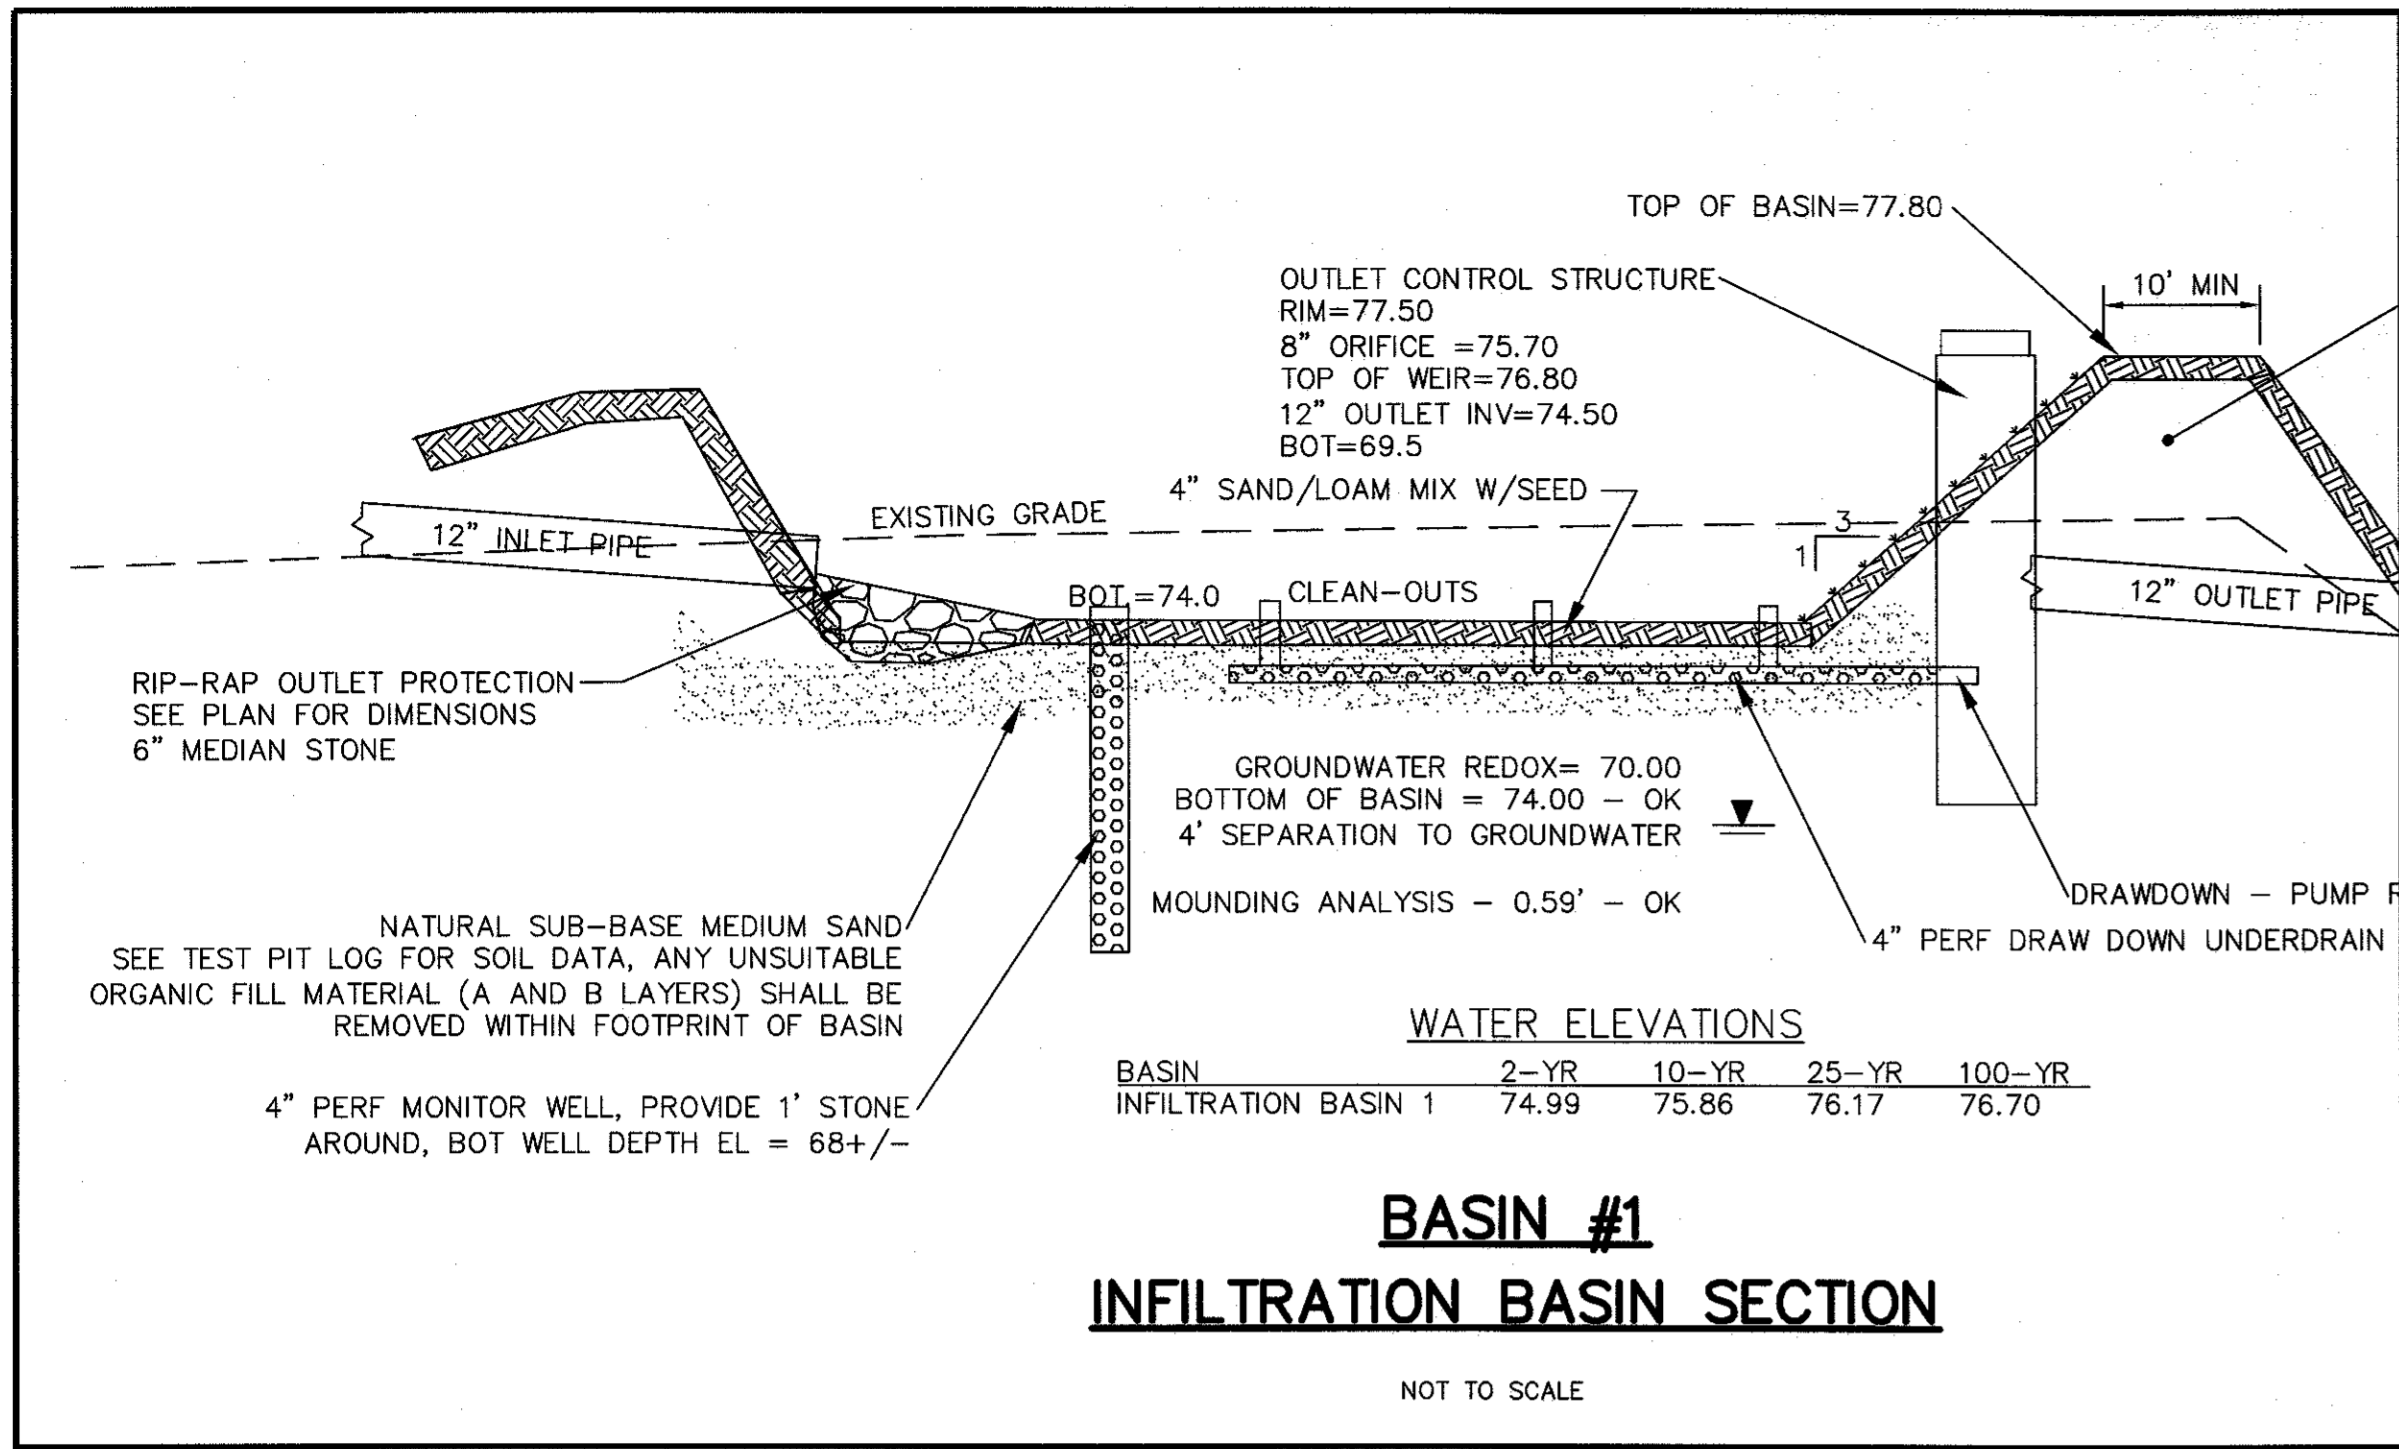 TOP OF BASIN=77.80
10' MIN
OUTLET CONTROL STRUCTURE
RIM=77.50
8" ORIFICE =75.70
TOP OF WEIR=76.80
12" OUTLET INV=74.50
BOT=69.5
4" SAND/LOAM MIX W/SEED
EXISTING GRADE
12" INLET PIPE
3
1
BOT.=74.0
CLEAN-OUTS
12" OUTLET PIPE
RIP-RAP OUTLET PROTECTION
SEE PLAN FOR DIMENSIONS
6" MEDIAN STONE
GROUNDWATER REDOX= 70.00
BOTTOM OF BASIN = 74.00 - OK
4' SEPARATION TO GROUNDWATER
MOUNDING ANALYSIS - 0.59' - OK
DRAWDOWN - PUMP
4" PERF DRAW DOWN UNDERDRAIN
NATURAL SUB-BASE MEDIUM SAND
SEE TEST PIT LOG FOR SOIL DATA, ANY UNSUITABLE
ORGANIC FILL MATERIAL (A AND B LAYERS) SHALL BE
REMOVED WITHIN FOOTPRINT OF BASIN
4" PERF MONITOR WELL, PROVIDE 1' STONE
AROUND, BOT WELL DEPTH EL = 68+/-
WATER ELEVATIONS
BASIN 2-YR 10-YR 25-YR 100-YR
INFILTRATION BASIN 1 74.99 75.86 76.17 76.70
BASIN #1
INFILTRATION BASIN SECTION
NOT TO SCALE